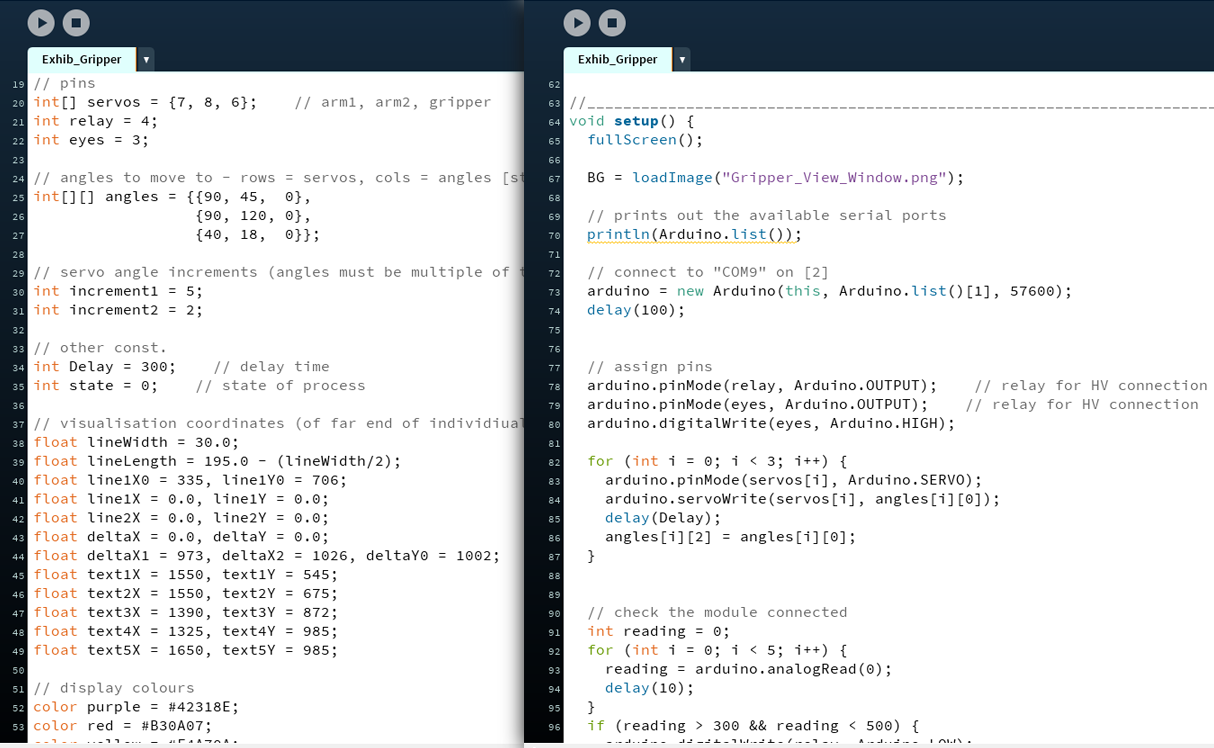 Exhib_Gripper ▼
19 // pins
20 int[] servos = {7, 8, 6};    // arm1, arm2, gripper
21 int relay = 4;
22 int eyes = 3;
23
24 // angles to move to - rows = servos, cols = angles [st
25 int[][] angles = {{90, 45,  0},
26                   {90, 120, 0},
27                   {40, 18,  0}};
28
29 // servo angle increments (angles must be multiple of t
30 int increment1 = 5;
31 int increment2 = 2;
32
33 // other const.
34 int Delay = 300;    // delay time
35 int state = 0;    // state of process
36
37 // visualisation coordinates (of far end of individiual
38 float lineWidth = 30.0;
39 float lineLength = 195.0 - (lineWidth/2);
40 float line1X0 = 335, line1Y0 = 706;
41 float line1X = 0.0, line1Y = 0.0;
42 float line2X = 0.0, line2Y = 0.0;
43 float deltaX = 0.0, deltaY = 0.0;
44 float deltaX1 = 973, deltaX2 = 1026, deltaY0 = 1002;
45 float text1X = 1550, text1Y = 545;
46 float text2X = 1550, text2Y = 675;
47 float text3X = 1390, text3Y = 872;
48 float text4X = 1325, text4Y = 985;
49 float text5X = 1650, text5Y = 985;
50
51 // display colours
52 color purple = #42318E;
53 color red = #B30A07;
Exhib_Gripper ▼
62
63 //______________________________________________________________________
64 void setup() {
65   fullScreen();
66
67   BG = loadImage("Gripper_View_Window.png");
68
69   // prints out the available serial ports
70   println(Arduino.list());
71
72   // connect to "COM9" on [2]
73   arduino = new Arduino(this, Arduino.list()[1], 57600);
74   delay(100);
75
76
77   // assign pins
78   arduino.pinMode(relay, Arduino.OUTPUT);    // relay for HV connection
79   arduino.pinMode(eyes, Arduino.OUTPUT);    // relay for HV connection
80   arduino.digitalWrite(eyes, Arduino.HIGH);
81
82   for (int i = 0; i < 3; i++) {
83     arduino.pinMode(servos[i], Arduino.SERVO);
84     arduino.servoWrite(servos[i], angles[i][0]);
85     delay(Delay);
86     angles[i][2] = angles[i][0];
87   }
88
89
90   // check the module connected
91   int reading = 0;
92   for (int i = 0; i < 5; i++) {
93     reading = arduino.analogRead(0);
94     delay(10);
95   }
96   if (reading > 300 && reading < 500) {